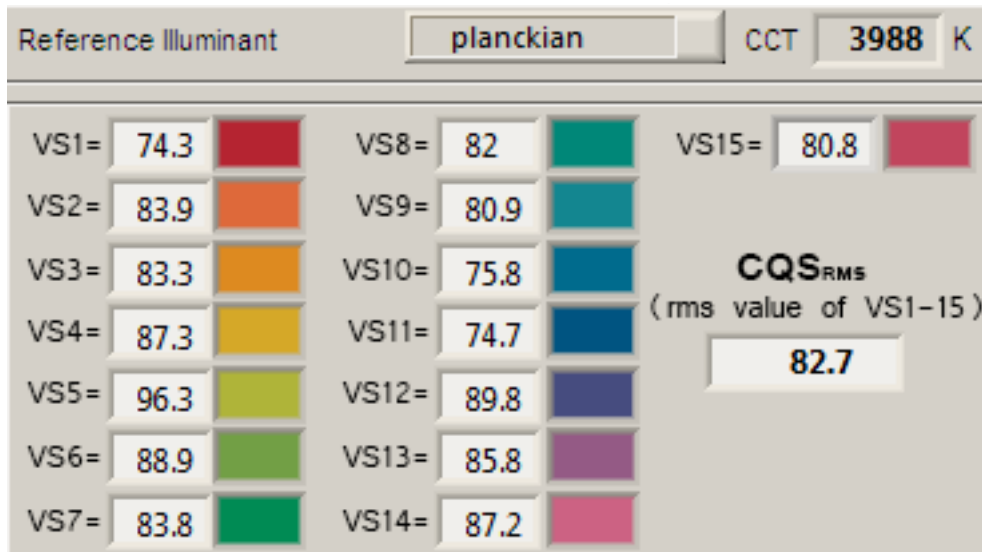 Reference Illuminant planckian CCT 3988 K
VS1= 74.3 VS8= 82 VS15= 80.8
VS2= 83.9 VS9= 80.9
VS3= 83.3 VS10= 75.8 CQSRMS
(rms value of VS1-15)
VS4= 87.3 VS11= 74.7 82.7
VS5= 96.3 VS12= 89.8
VS6= 88.9 VS13= 85.8
VS7= 83.8 VS14= 87.2